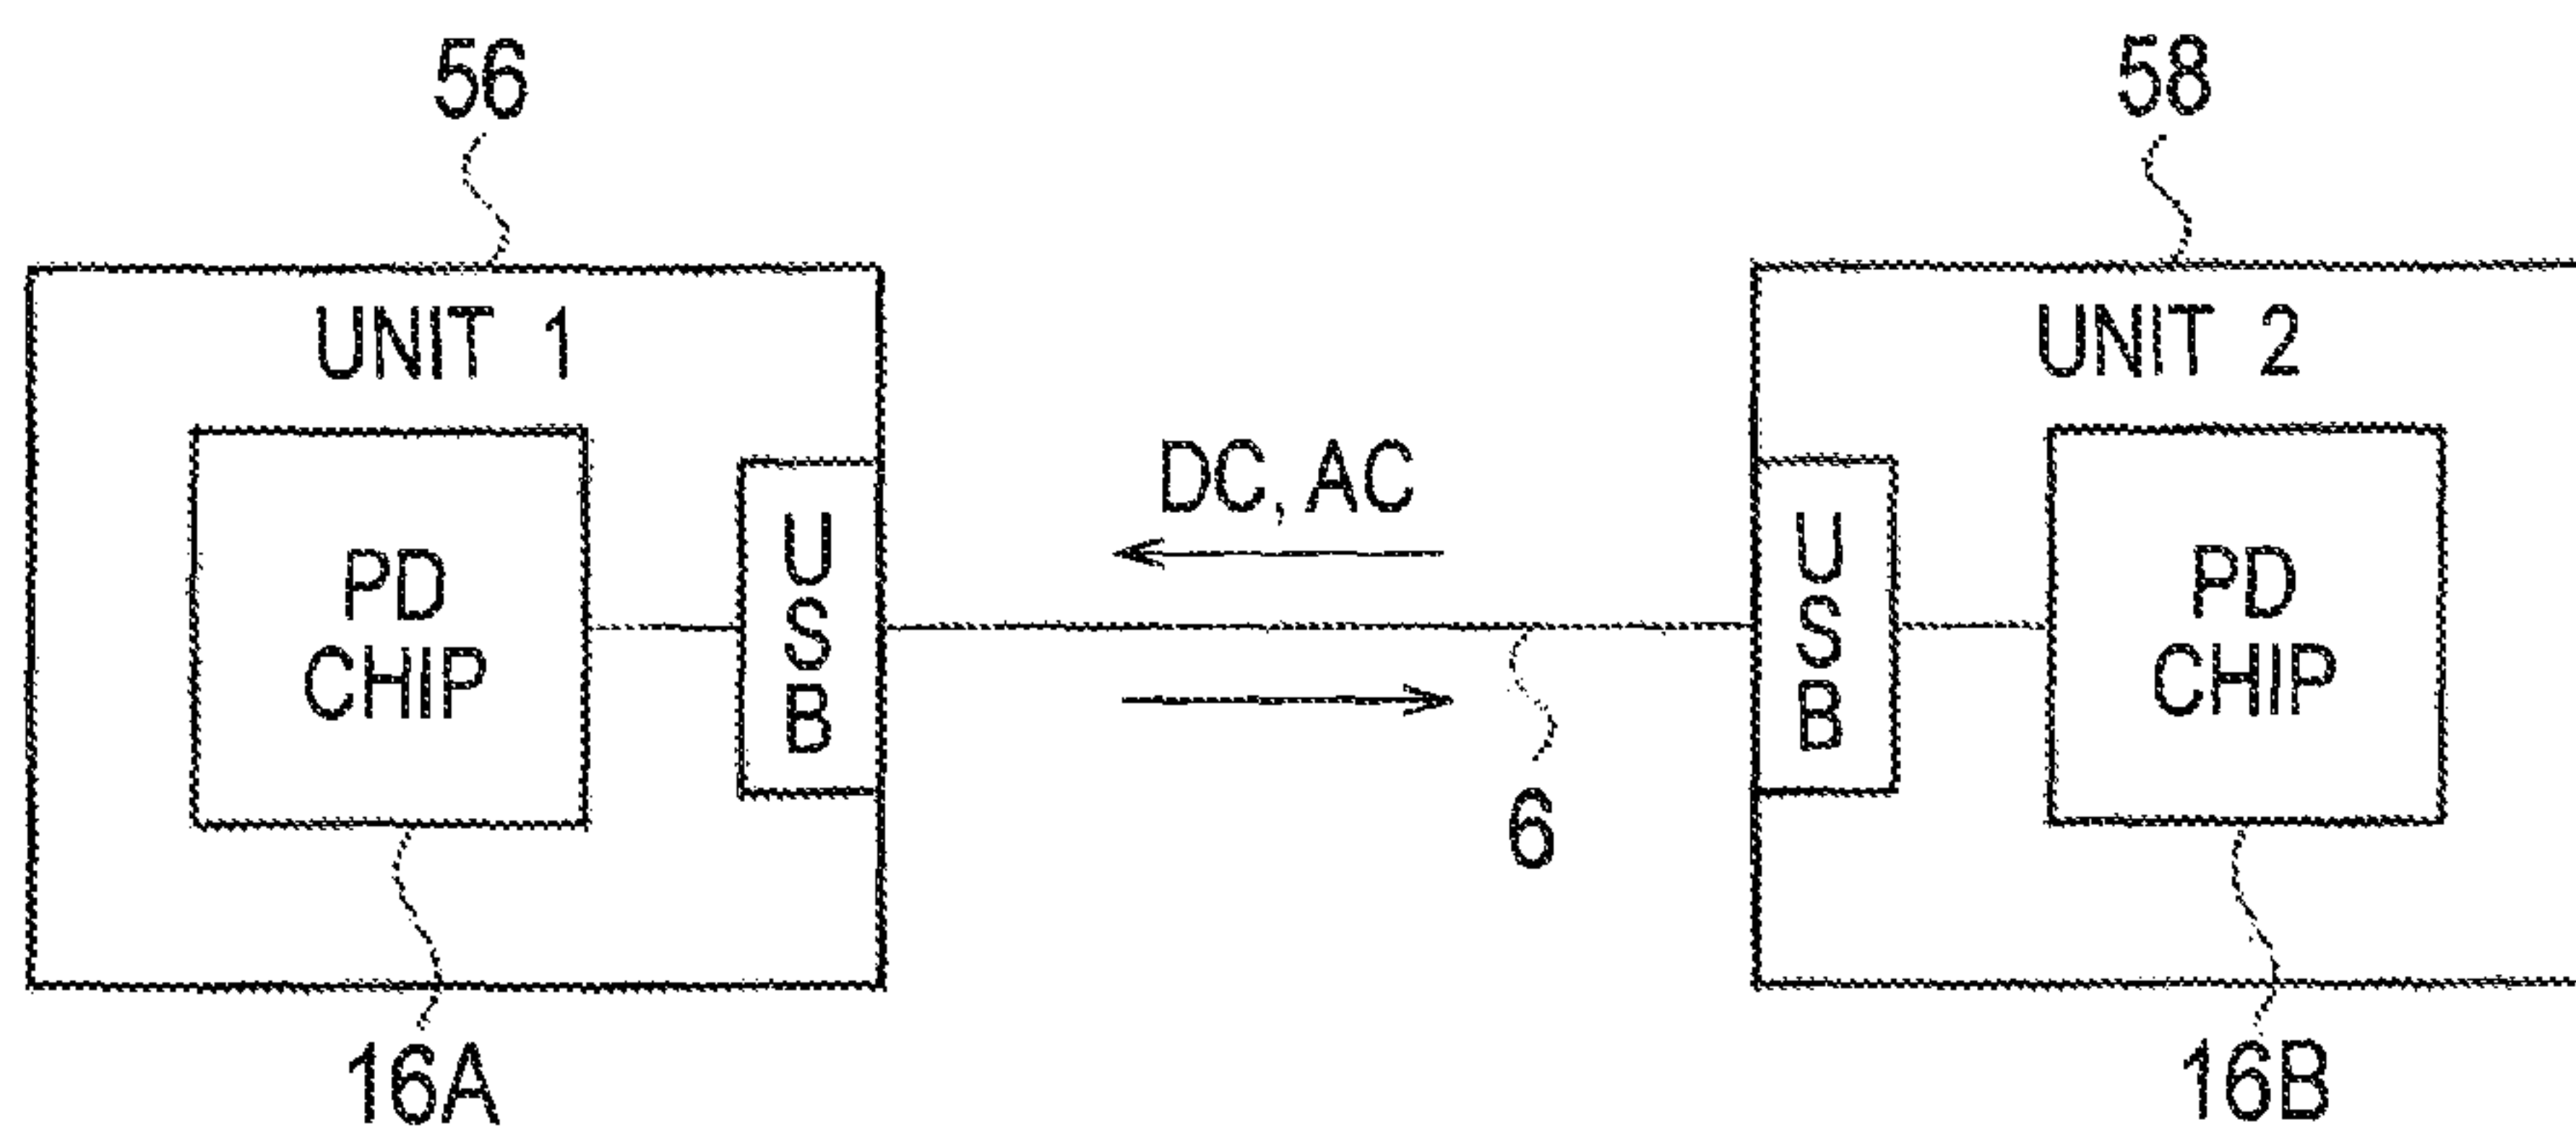 56
58
UNIT 1
UNIT 2
DC, AC
PD
CHIP
USB
USB
PD
CHIP
6
16A
16B